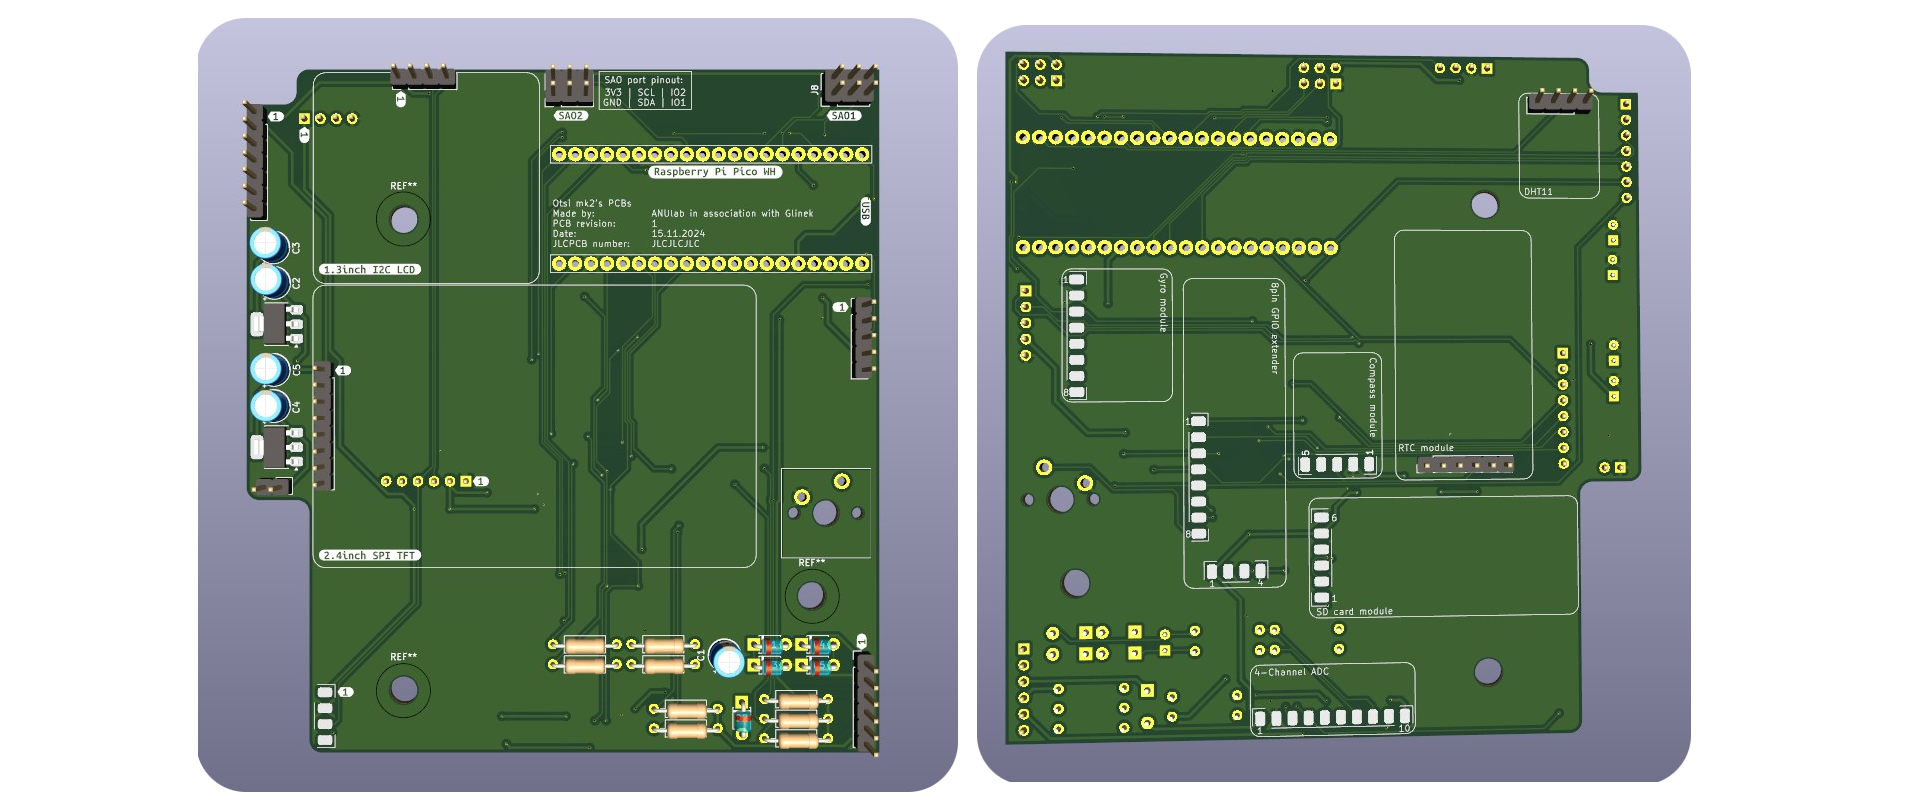 SAO port pinout:
3V3 | SCL | IO2
GND | SDA | IO1
J8
1
SAO2
SAO1
1
1
Raspberry Pi Pico WH
REF**
Otsi mk2's PCBs
Made by: ANUlab in association with Glinek
PCB revision: 1
Date: 15.11.2024
JLCPCB number: JLCJLCJLC
USB
C3
1.3inch I2C LCD
C2
1
C5
1
C4
1
2.4inch SPI TFT
REF**
REF**
C1
1
1
DHT11
1
Gyro module
8
8pin GPIO extender
1
8
1
4
Compass module
5
1
RTC module
6
1
SD card module
4-Channel ADC
1
10